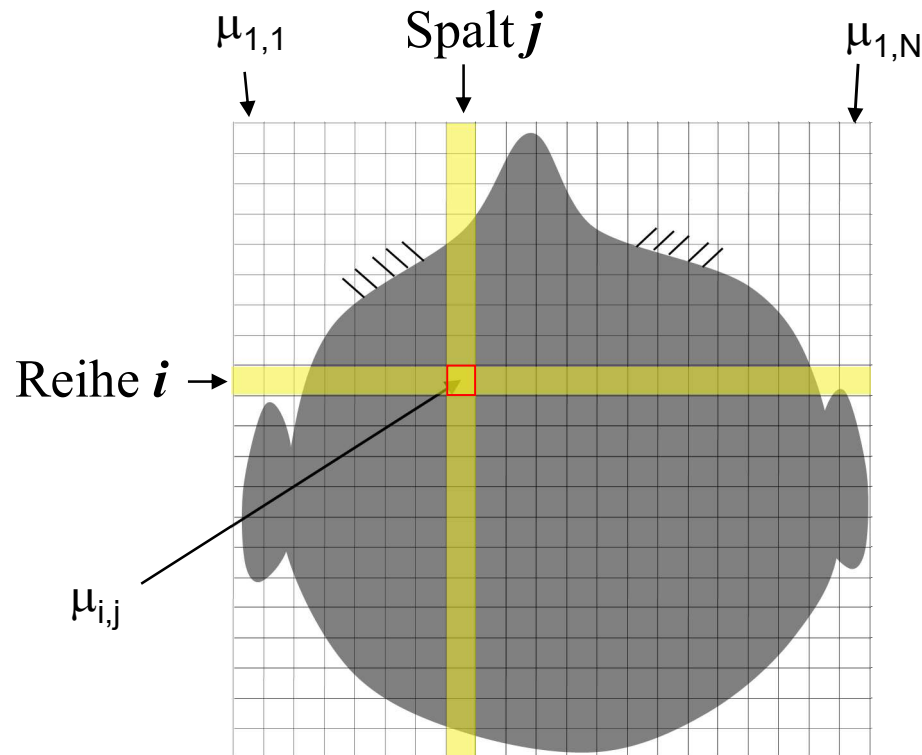 μ1,1
Spalt j
μ1,N
Reihe i
μi,j